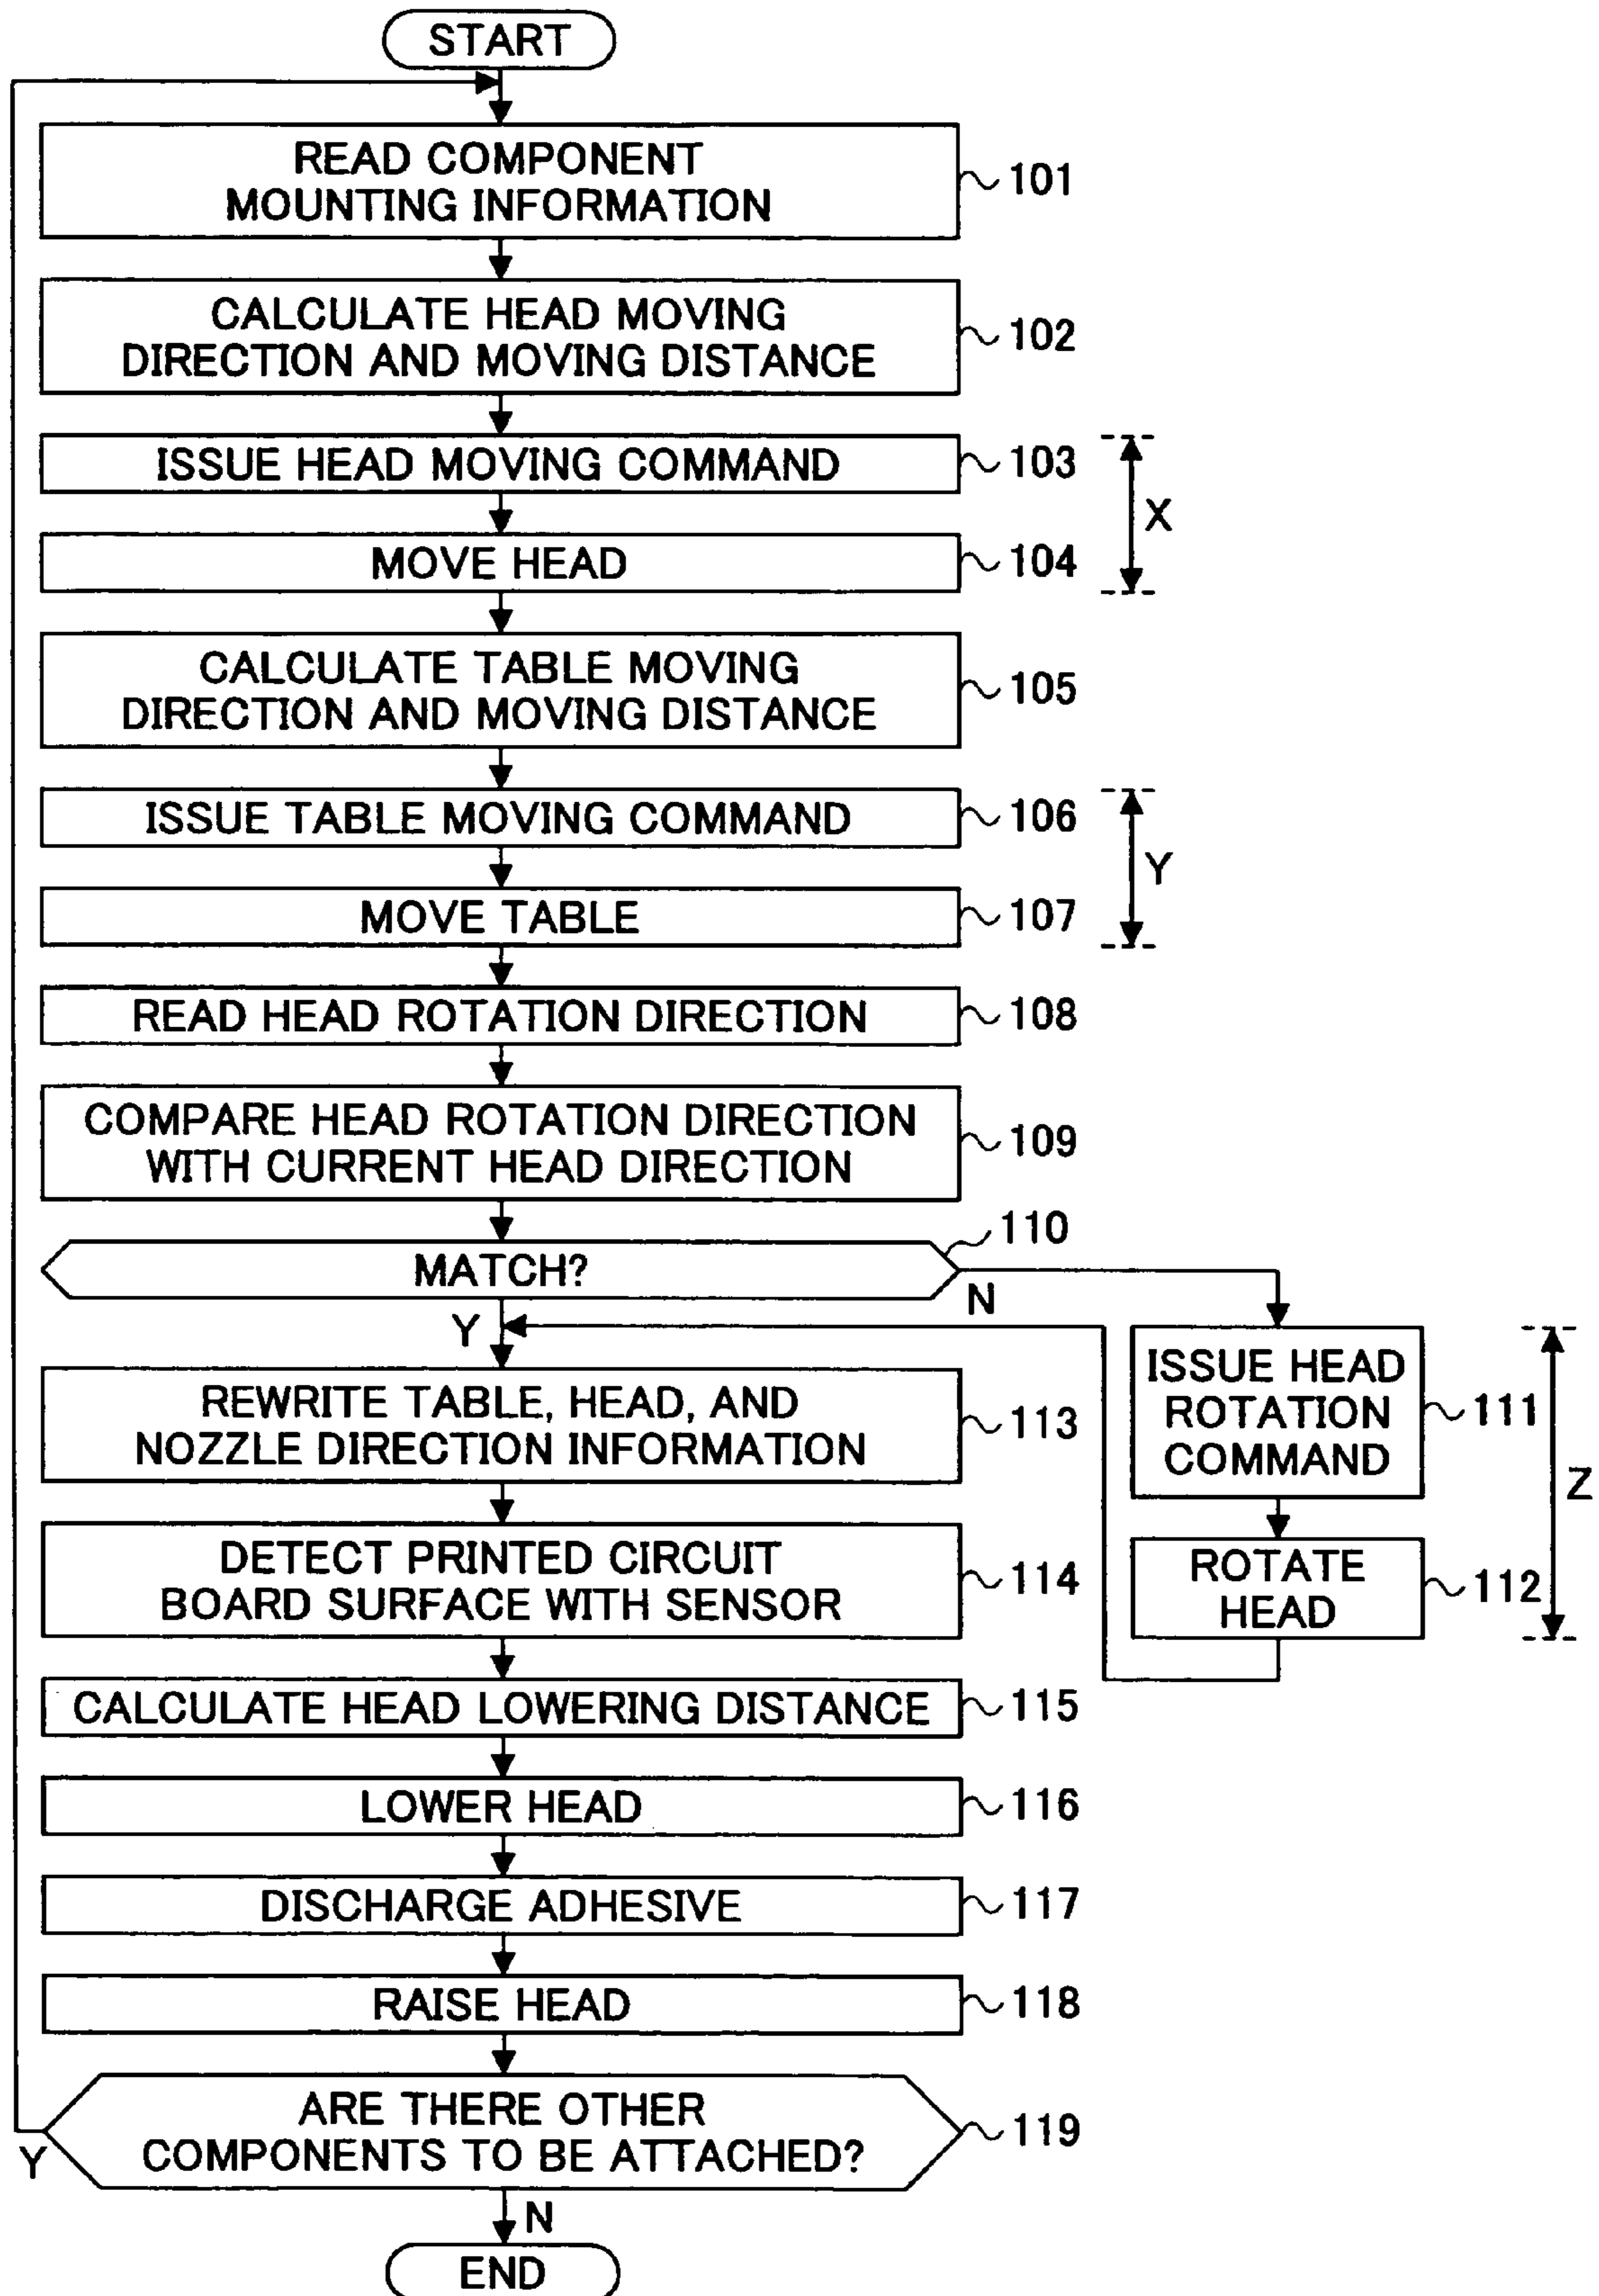 START
READ COMPONENT
MOUNTING INFORMATION
101
CALCULATE HEAD MOVING
DIRECTION AND MOVING DISTANCE
102
ISSUE HEAD MOVING COMMAND
103
X
MOVE HEAD
104
CALCULATE TABLE MOVING
DIRECTION AND MOVING DISTANCE
105
ISSUE TABLE MOVING COMMAND
106
Y
MOVE TABLE
107
READ HEAD ROTATION DIRECTION
108
COMPARE HEAD ROTATION DIRECTION
WITH CURRENT HEAD DIRECTION
109
MATCH?
110
N
Y
ISSUE HEAD
ROTATION
COMMAND
111
Z
ROTATE
HEAD
112
REWRITE TABLE, HEAD, AND
NOZZLE DIRECTION INFORMATION
113
DETECT PRINTED CIRCUIT
BOARD SURFACE WITH SENSOR
114
CALCULATE HEAD LOWERING DISTANCE
115
LOWER HEAD
116
DISCHARGE ADHESIVE
117
RAISE HEAD
118
ARE THERE OTHER
COMPONENTS TO BE ATTACHED?
119
Y
N
END